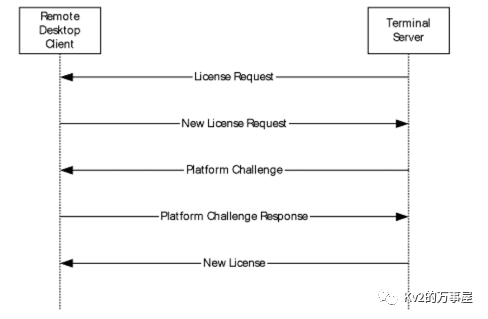 Remote
Desktop
Client
Terminal
Server
License Request
New License Request
Platform Challenge
Platform Challenge Response
New License
Kv2的万事屋